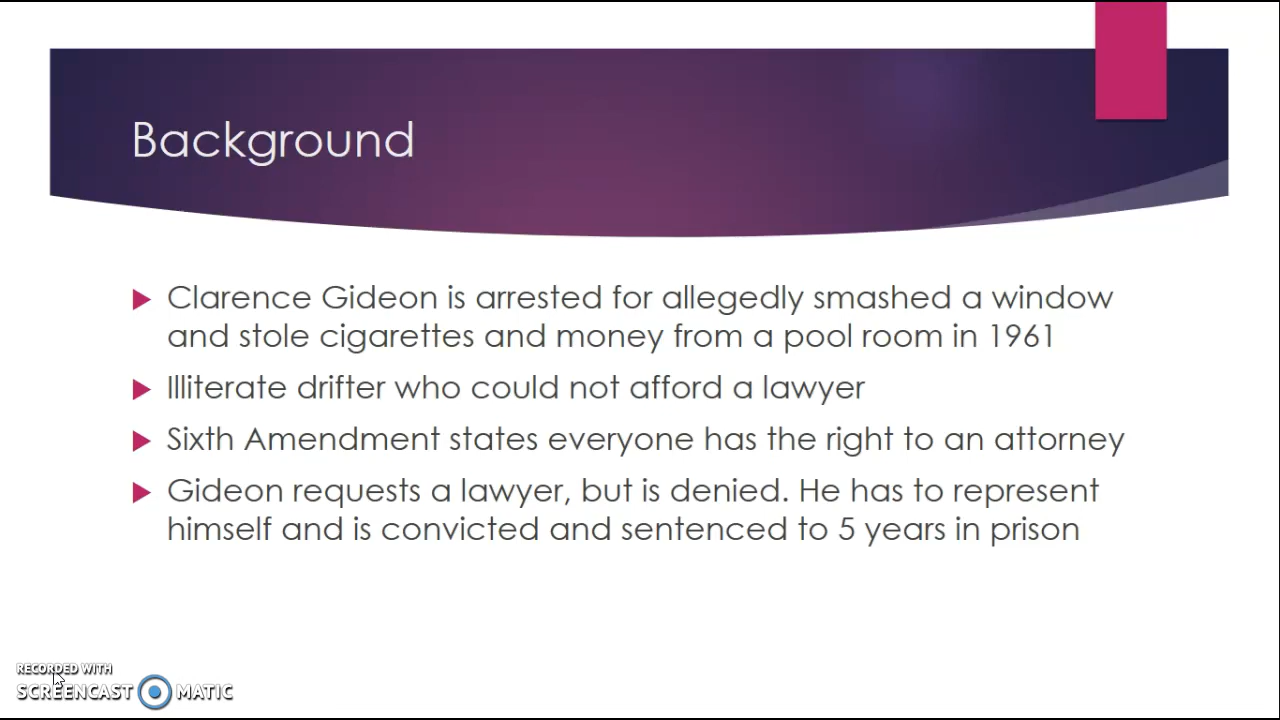 Background
Clarence Gideon is arrested for allegedly smashed a window
and stole cigarettes and money from a pool room in 1961
Illiterate drifter who could not afford a lawyer
Sixth Amendment states everyone has the right to an attorney
Gideon requests a lawyer, but is denied. He has to represent
himself and is convicted and sentenced to 5 years in prison
RECORDED WITH
SCREENCAST MATIC